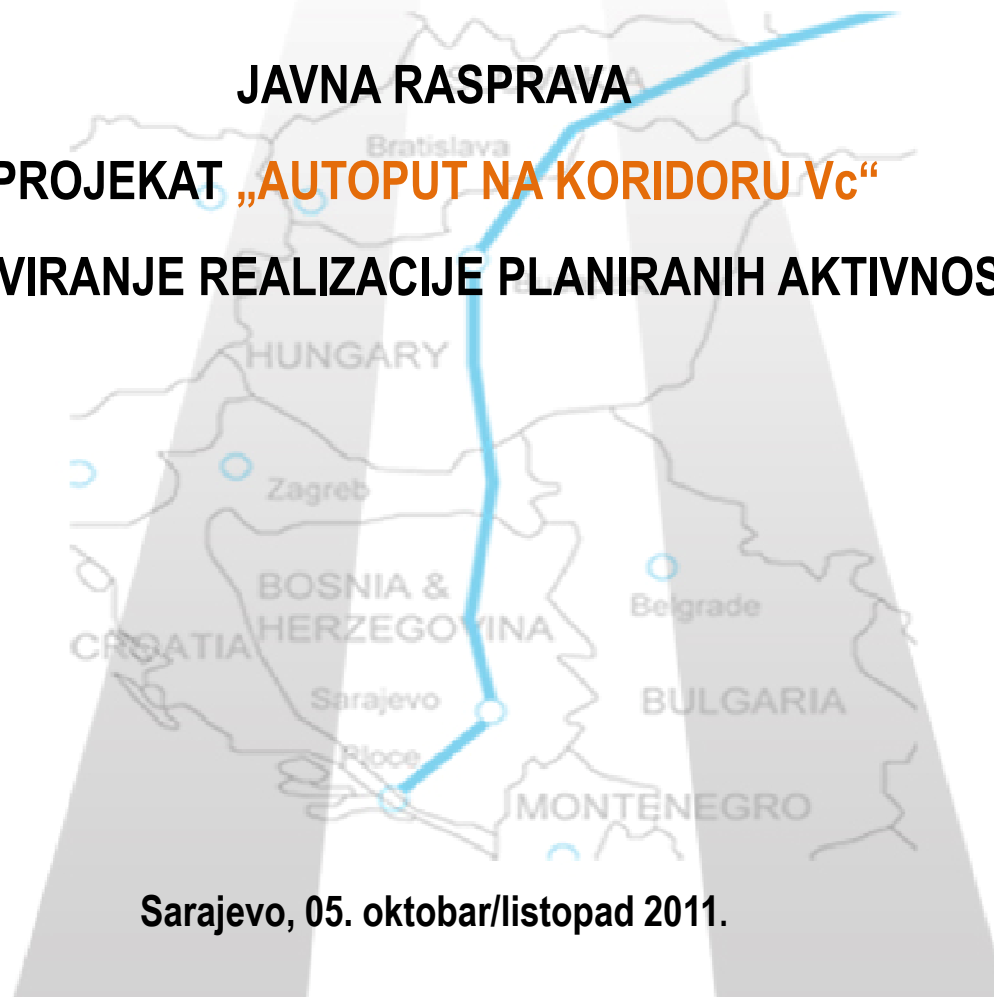 JAVNA RASPRAVA
Bratislava
PROJEKAT „AUTOPUT NA KORIDORU Vc“
VIRANJE REALIZACIJE PLANIRANIH AKTIVNOS
HUNGARY
Zagreb
BOSNIA &
HERZEGOVINA
Belgrade
CROATIA
Sarajevo
BULGARIA
Ploce
MONTENEGRO
Sarajevo, 05. oktobar/listopad 2011.